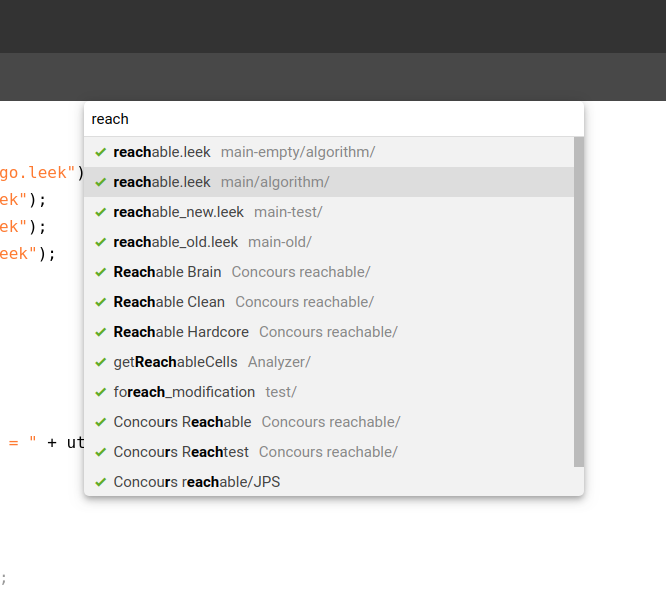 reach
reachable.leek main-empty/algorithm/
go.leek")
reachable.leek main/algorithm/
ek");
reachable_new.leek main-test/
ek");
reachable_old.leek main-old/
eek");
Reachable Brain Concours reachable/
Reachable Clean Concours reachable/
Reachable Hardcore Concours reachable/
getReachableCells Analyzer/
foreach_modification test/
Concours Reachable Concours reachable/
= " + ut
Concours Reachtest Concours reachable/
Concours reachable/JPS
;